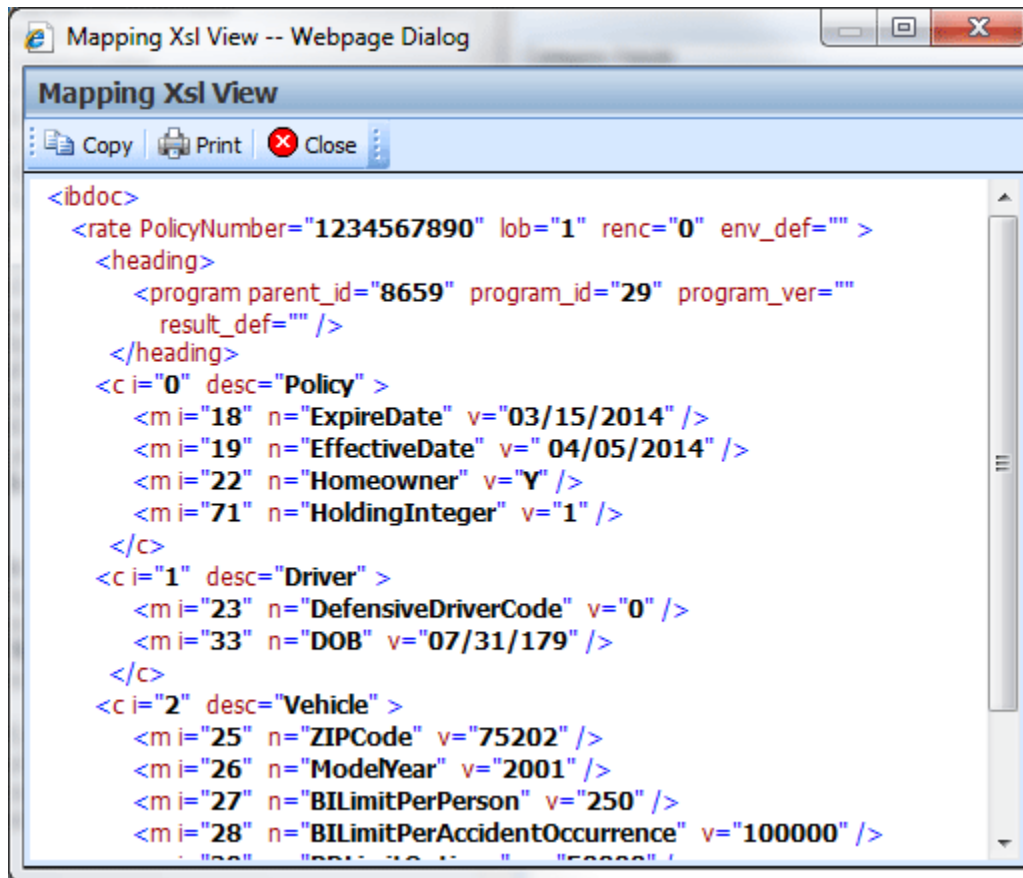 Mapping Xsl View -- Webpage Dialog
Mapping Xsl View
Copy Print Close
<ibdoc>
<rate PolicyNumber="1234567890" lob="1" renc="0" env_def="" >
<heading>
<program parent_id="8659" program_id="29" program_ver=""
result_def="" />
</heading>
<c i="0" desc="Policy" >
<m i="18" n="ExpireDate" v="03/15/2014" />
<m i="19" n="EffectiveDate" v=" 04/05/2014" />
<m i="22" n="Homeowner" v="Y" />
<m i="71" n="HoldingInteger" v="1" />
</c>
<c i="1" desc="Driver" >
<m i="23" n="DefensiveDriverCode" v="0" />
<m i="33" n="DOB" v="07/31/179" />
</c>
<c i="2" desc="Vehicle" >
<m i="25" n="ZIPCode" v="75202" />
<m i="26" n="ModelYear" v="2001" />
<m i="27" n="BILimitPerPerson" v="250" />
<m i="28" n="BILimitPerAccidentOccurrence" v="100000" />